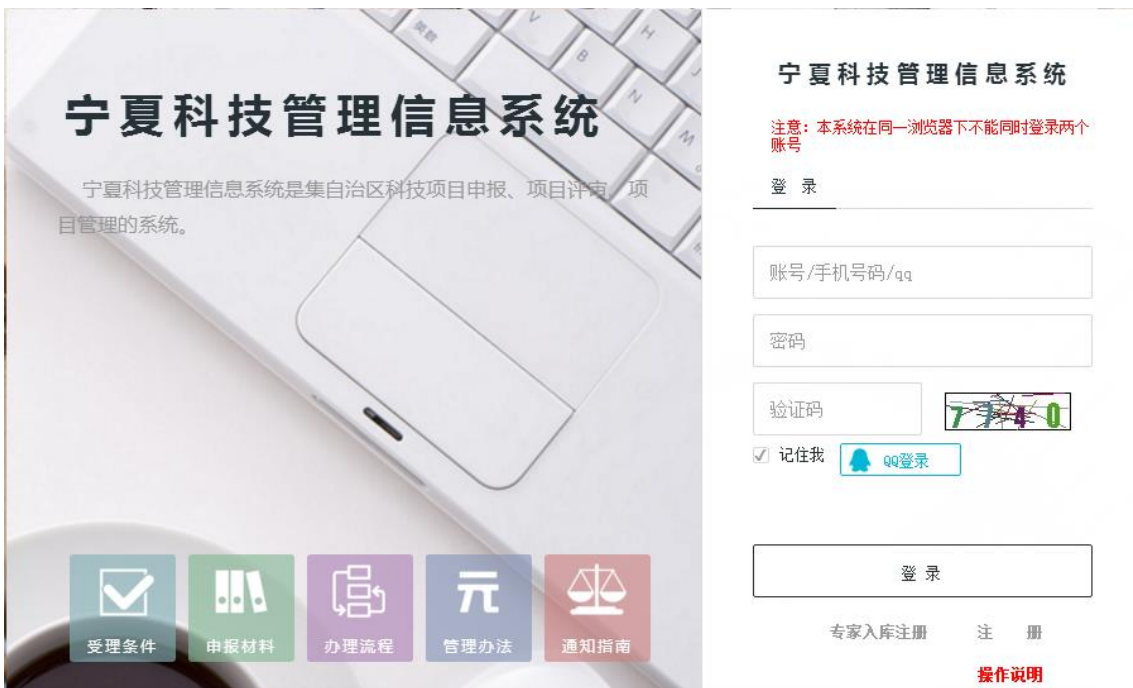 宁夏科技管理信息系统
宁夏科技管理信息系统是集自治区科技项目申报、项目评审、项
目管理的系统。
受理条件
申报材料
办理流程
管理办法
通知指南
宁夏科技管理信息系统
注意：本系统在同一浏览器下不能同时登录两个
账号
登 录
账号/手机号码/qq
密码
验证码
7740
记住我
QQ登录
登 录
专家入库注册
注 册
操作说明